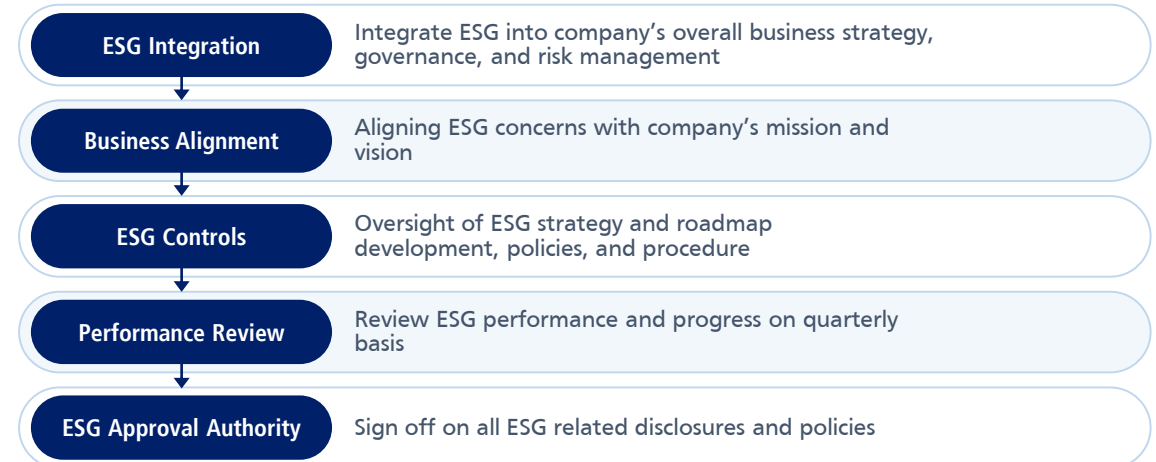 ESG Integration
Integrate ESG into company’s overall business strategy,
governance, and risk management
Business Alignment
Aligning ESG concerns with company’s mission and
vision
ESG Controls
Oversight of ESG strategy and roadmap
development, policies, and procedure
Performance Review
Review ESG performance and progress on quarterly
basis
ESG Approval Authority
Sign off on all ESG related disclosures and policies